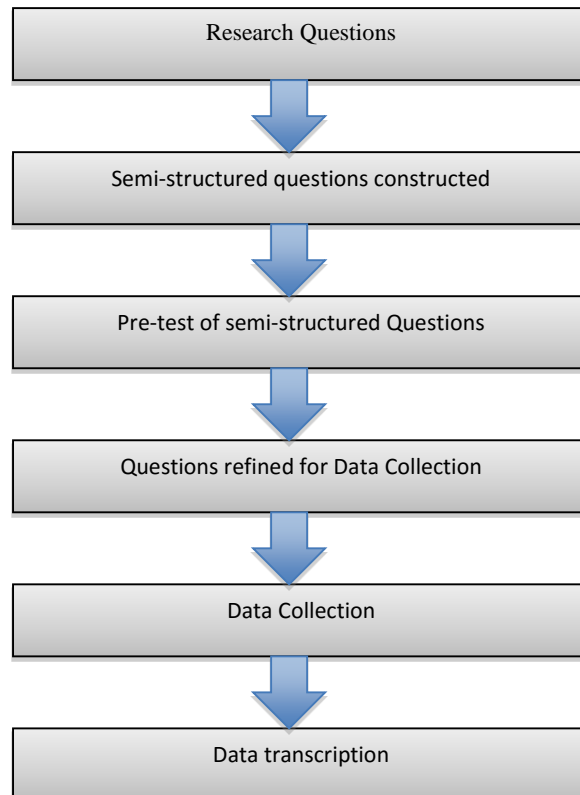 Research Questions
Semi-structured questions constructed
Pre-test of semi-structured Questions
Questions refined for Data Collection
Data Collection
Data transcription